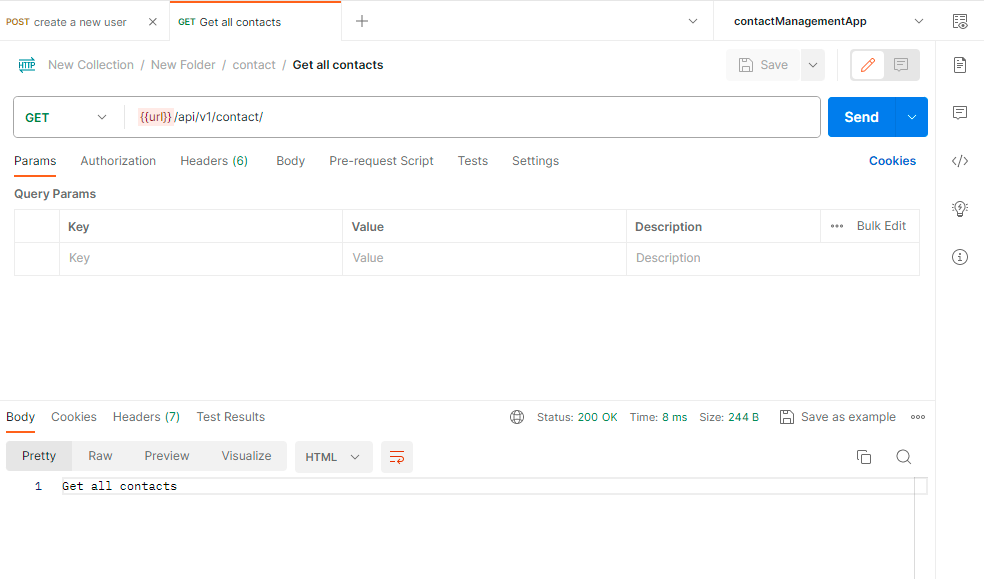 POST create a new user
GET Get all contacts
contactManagementApp
HTTP New Collection / New Folder / contact / Get all contacts
Save
GET {{url}}/api/v1/contact/
Send
Params Authorization Headers (6) Body Pre-request Script Tests Settings Cookies
Query Params
Key Value Description Bulk Edit
Key Value Description
Body Cookies Headers (7) Test Results Status: 200 OK Time: 8 ms Size: 244 B Save as example
Pretty Raw Preview Visualize HTML
1 Get all contacts